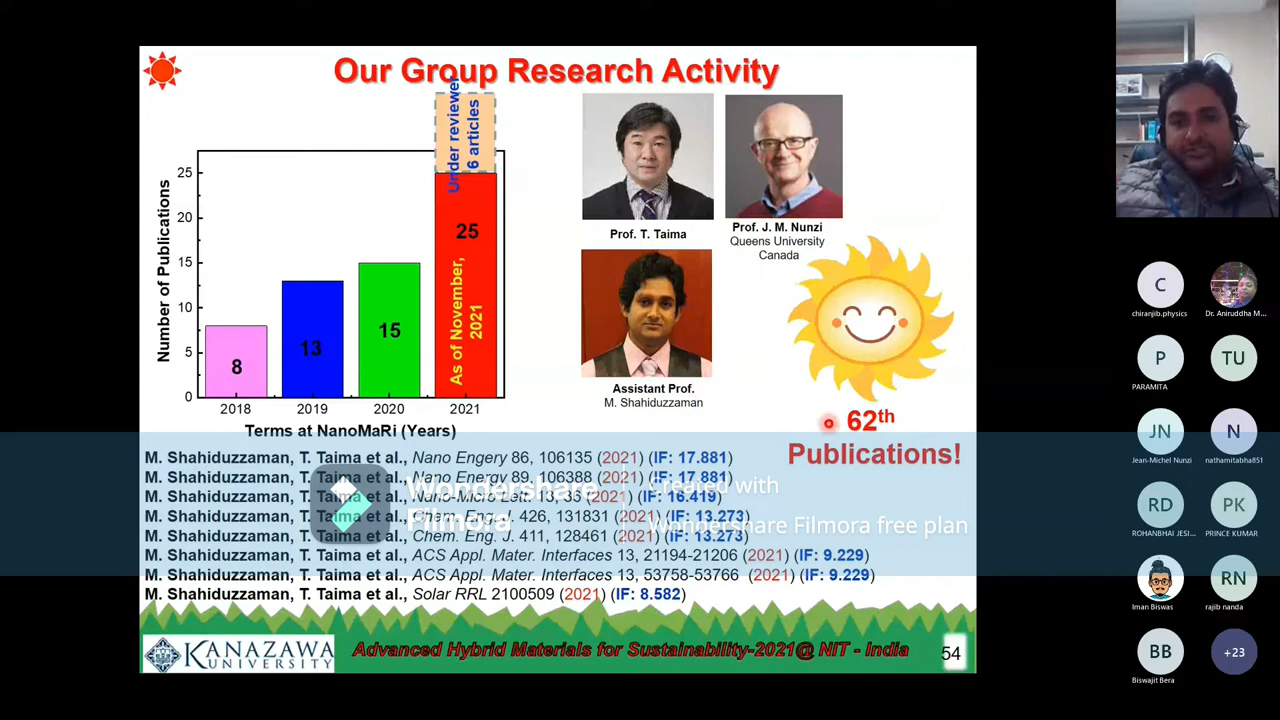 Our Group Research Activity
Under reviewer
6 articles
25
20
15
10
5
0
Number of Publications
8
13
15
25
As of November,
2021
2018
2019
2020
2021
Terms at NanoMaRi (Years)
Prof. T. Taima
Prof. J. M. Nunzi
Queens University
Canada
Assistant Prof.
M. Shahiduzzaman
62th
Publications!
M. Shahiduzzaman, T. Taima et al., Nano Engery 86, 106135 (2021) (IF: 17.881)
M. Shahiduzzaman, T. Taima et al., Nano Energy 89, 106388 (2021) (IF: 17.881)
M. Shahiduzzaman, T. Taima et al., Nano-Micro Lett. 13, 36 (2021) (IF: 16.419)
M. Shahiduzzaman, T. Taima et al., Chem. Eng. J. 426, 131831 (2021) (IF: 13.273)
M. Shahiduzzaman, T. Taima et al., Chem. Eng. J. 411, 128461 (2021) (IF: 13.273)
M. Shahiduzzaman, T. Taima et al., ACS Appl. Mater. Interfaces 13, 21194-21206 (2021) (IF: 9.229)
M. Shahiduzzaman, T. Taima et al., ACS Appl. Mater. Interfaces 13, 53758-53766 (2021) (IF: 9.229)
M. Shahiduzzaman, T. Taima et al., Solar RRL 2100509 (2021) (IF: 8.582)
Wondershare
Filmora
Created with
Wondershare Filmora free plan
KANAZAWA
UNIVERSITY
Advanced Hybrid Materials for Sustainability-2021@ NIT - India
54
C
chiranjib.physics
Dr. Aniruddha M...
P
PARAMITA
TU
JN
Jean-Michel Nunzi
N
nathamitabha851
RD
ROHANBHAI JESI...
PK
PRINCE KUMAR
Iman Biswas
RN
rajib nanda
BB
Biswajit Bera
+23